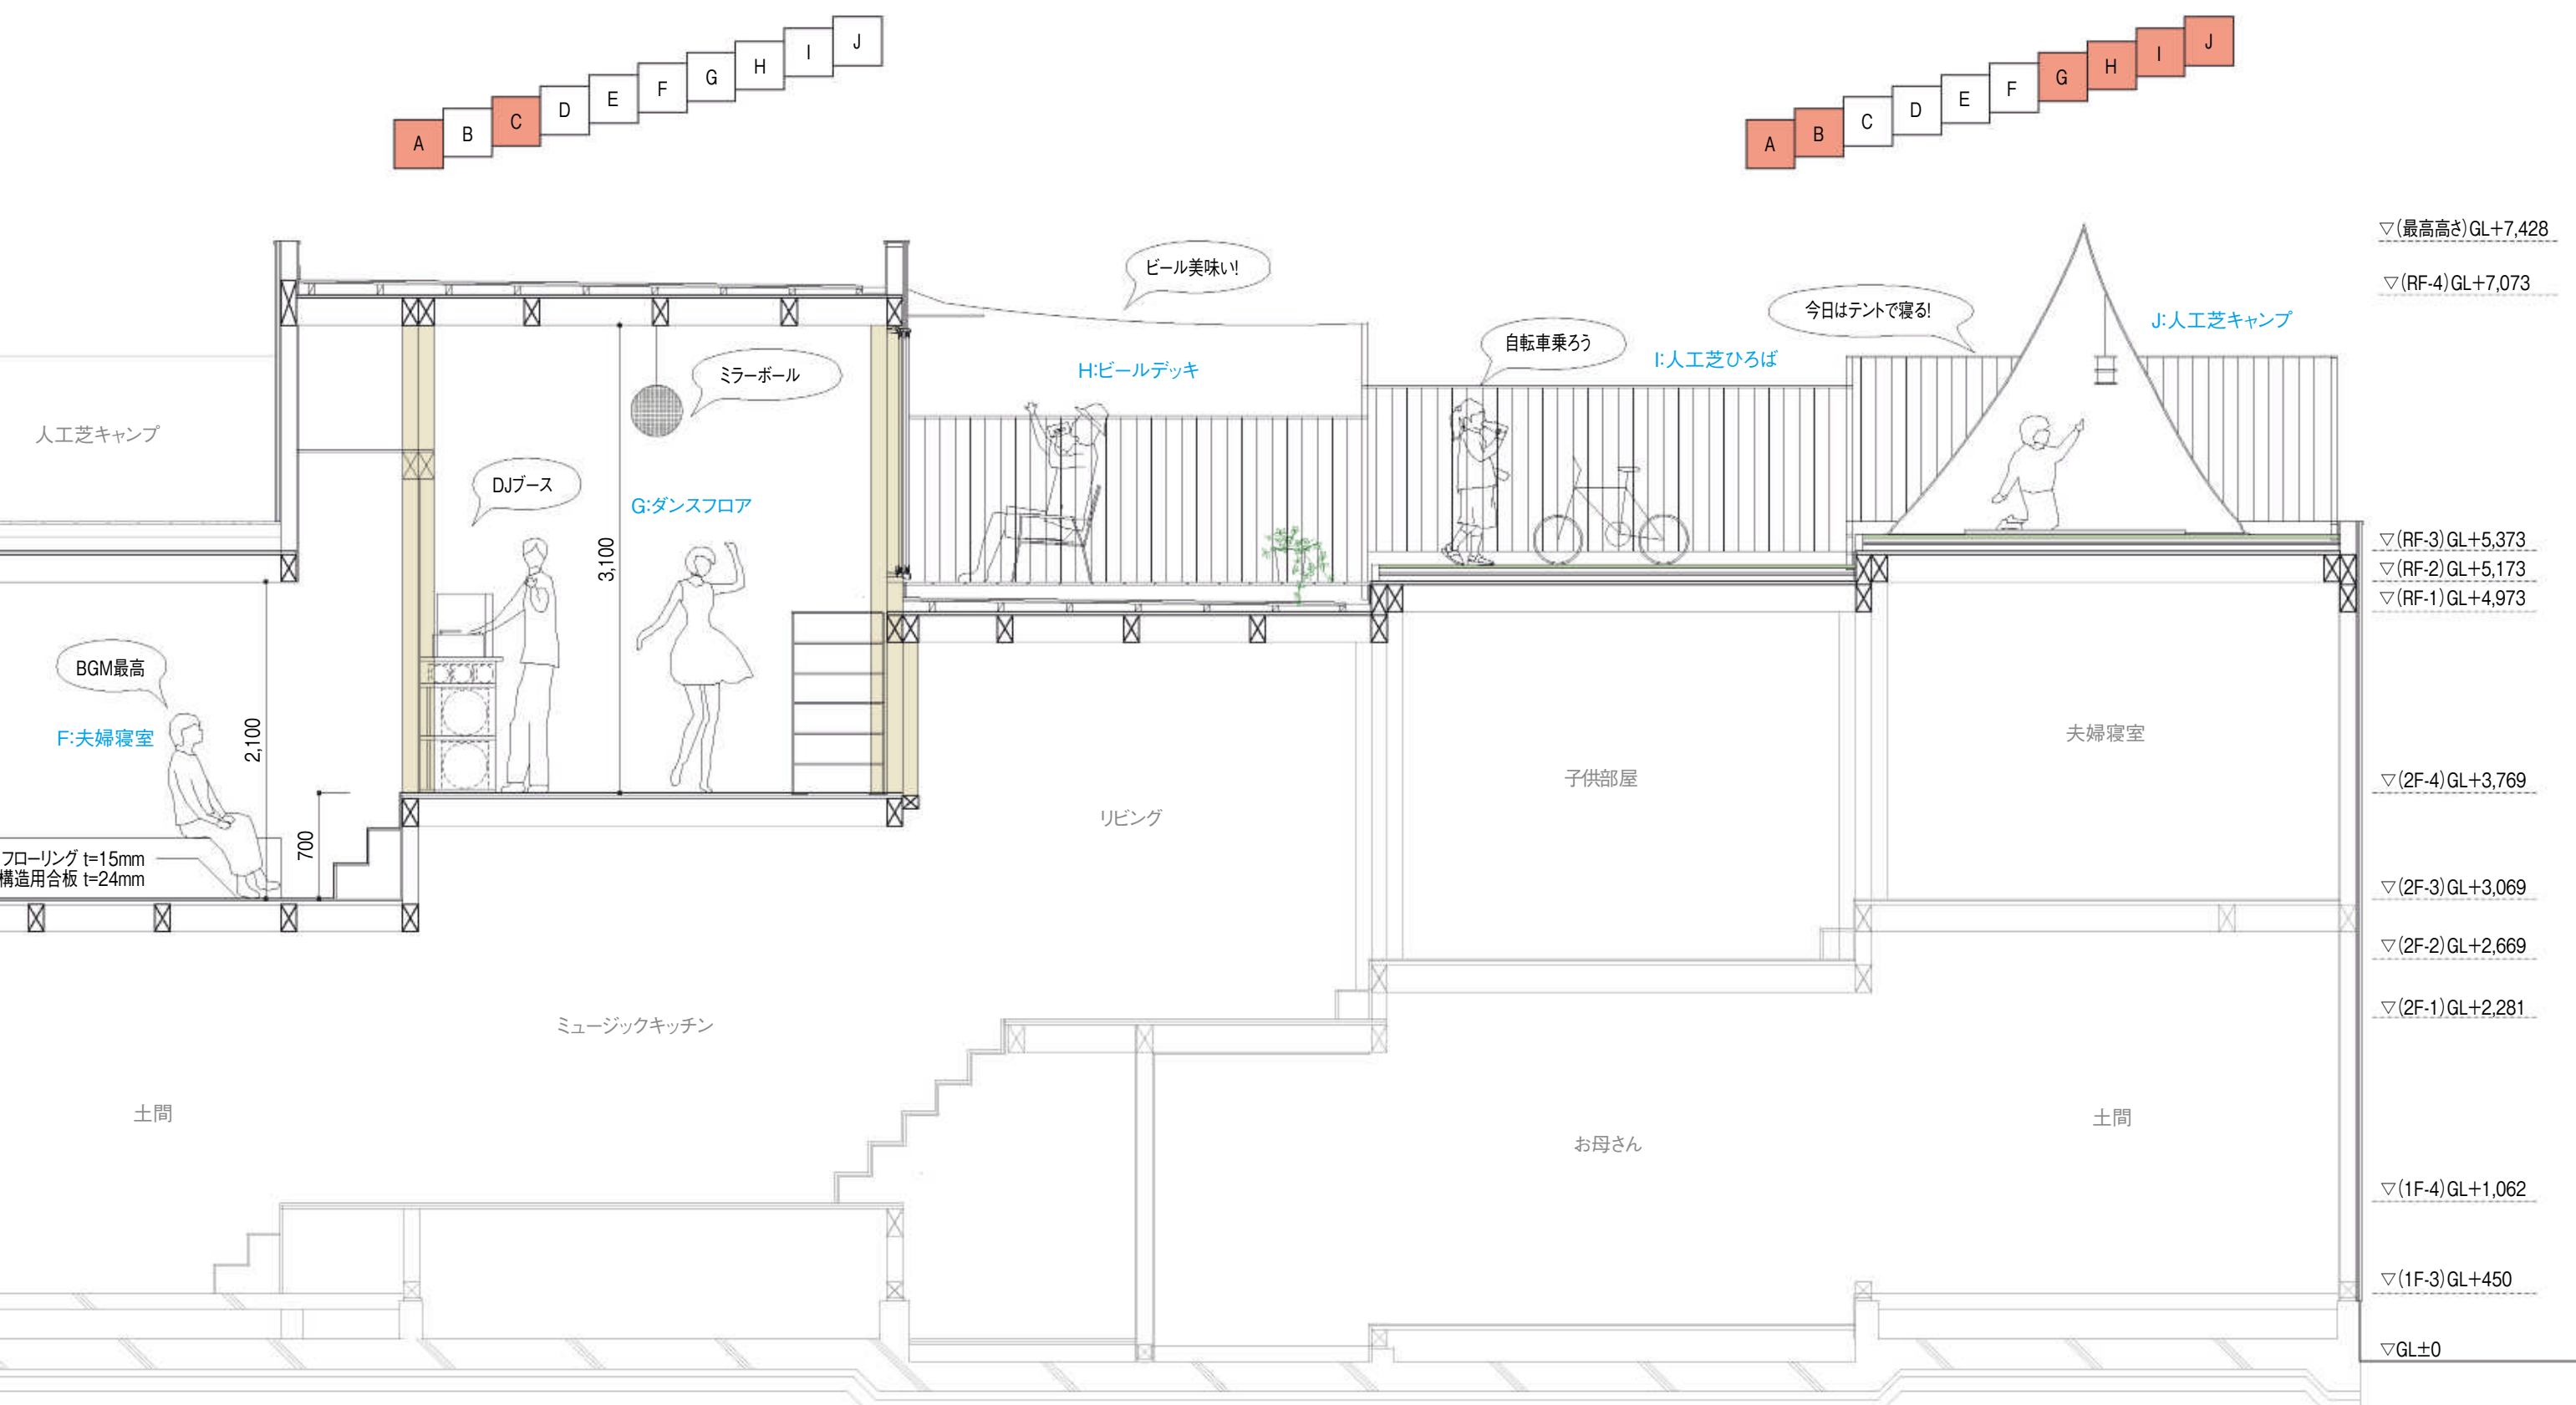 A
B
C
D
E
F
G
H
I
J
A
B
C
D
E
F
G
H
I
J
▽(最高高さ)GL+7,428
▽(RF-4)GL+7,073
ビール美味い!
今日はテントで寝る!
J:人工芝キャンプ
自転車乗ろう
I:人工芝ひろば
H:ビールデッキ
ミラーボール
人工芝キャンプ
DJブース
G:ダンスフロア
3,100
▽(RF-3)GL+5,373
▽(RF-2)GL+5,173
▽(RF-1)GL+4,973
BGM最高
F:夫婦寝室
2,100
700
フローリング t=15mm
構造用合板 t=24mm
リビング
子供部屋
夫婦寝室
▽(2F-4)GL+3,769
▽(2F-3)GL+3,069
▽(2F-2)GL+2,669
▽(2F-1)GL+2,281
ミュージックキッチン
土間
お母さん
土間
▽(1F-4)GL+1,062
▽(1F-3)GL+450
▽GL±0